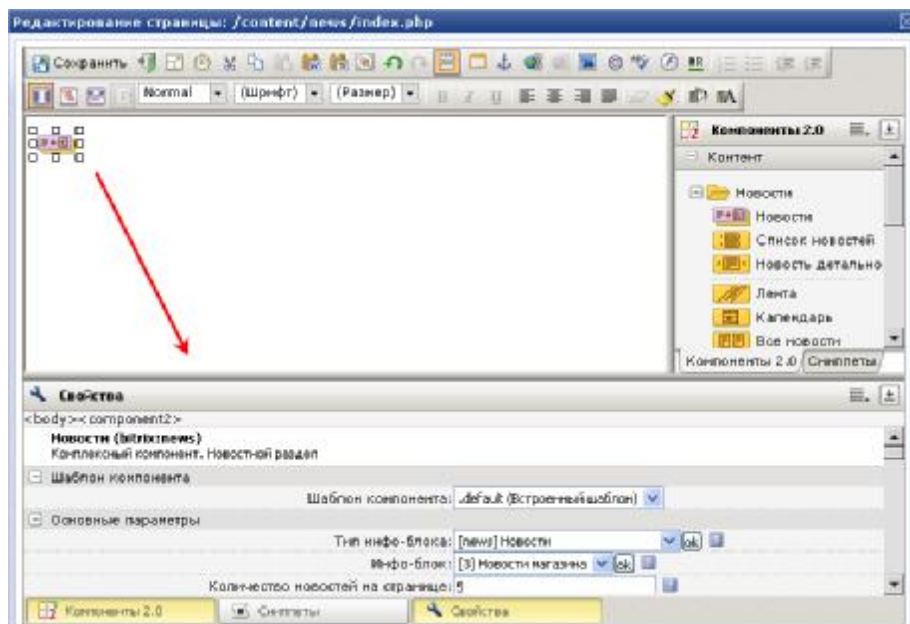 Редактирование страницы: /content/news/index.php
Сохранить
Normal (Шрифт) (Размер) B I U
Компоненты 2.0
Контент
Новости
Новости
Список новостей
Новость детально
Лента
Календарь
Все новости
Компоненты 2.0 Сниппеты
Свойства
<body><component2>
Новости (bitrix:news)
Комплексный компонент. Новостной раздел
Шаблон компонента
Шаблон компонента: .default (Встроенный шаблон)
Основные параметры
Тип инфо-блока: [news] Новости ok
Инфо-блок: [3] Новости магазина ok
Количество новостей на странице: 5
Компоненты 2.0 Сниппеты Свойства